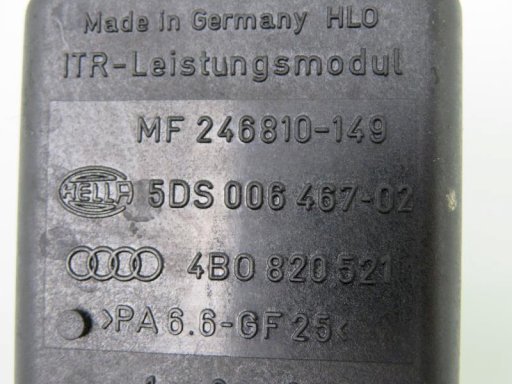 Made in Germany HLO
ITR-Leistungsmodul
MF 246810-149
HELLA 5DS 006 467-02
4B0 820 521
>PA 6.6-GF 25<